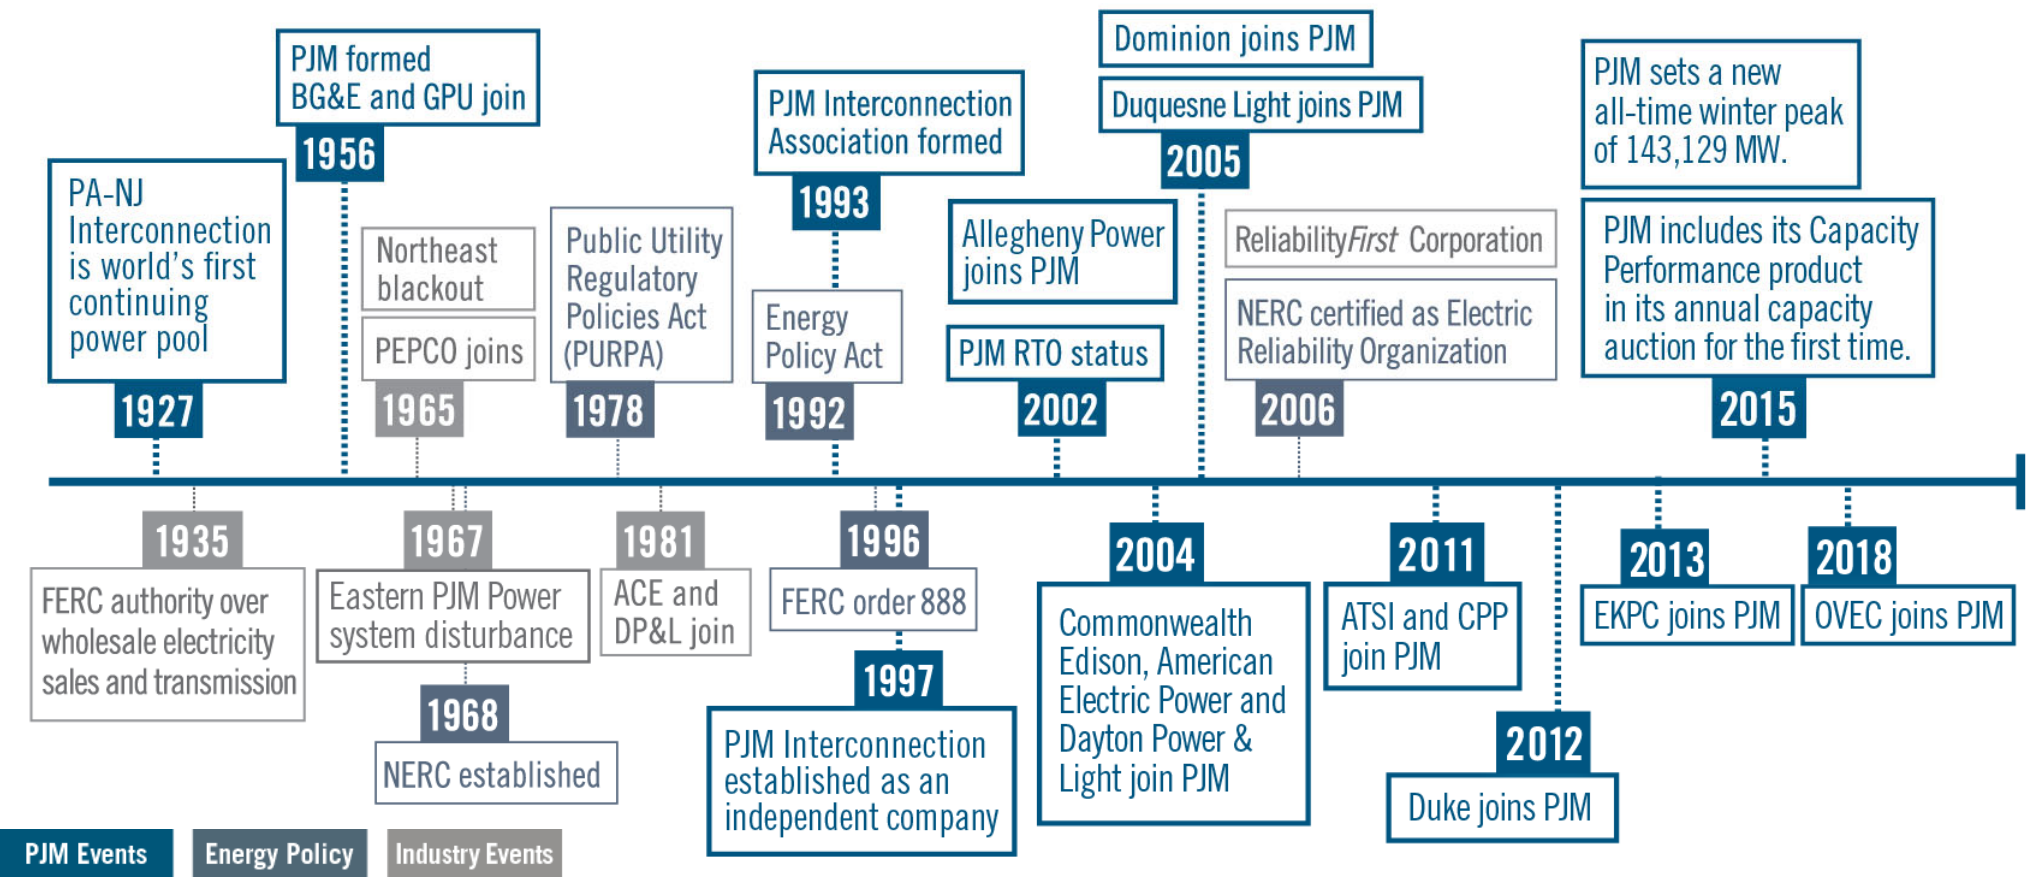 PA-NJ
Interconnection
is world's first
continuing
power pool
1927
PJM formed
BG&E and GPU join
1956
Northeast
blackout
PEPCO joins
1965
Public Utility
Regulatory
Policies Act
(PURPA)
1978
PJM Interconnection
Association formed
1993
Energy
Policy Act
1992
Allegheny Power
joins PJM
PJM RTO status
2002
Dominion joins PJM
Duquesne Light joins PJM
2005
ReliabilityFirst Corporation
NERC certified as Electric
Reliability Organization
2006
PJM sets a new
all-time winter peak
of 143,129 MW.
PJM includes its Capacity
Performance product
in its annual capacity
auction for the first time.
2015
1935
FERC authority over
wholesale electricity
sales and transmission
1967
Eastern PJM Power
system disturbance
1968
NERC established
1981
ACE and
DP&L join
1996
FERC order 888
1997
PJM Interconnection
established as an
independent company
2004
Commonwealth
Edison, American
Electric Power and
Dayton Power &
Light join PJM
2011
ATSI and CPP
join PJM
2012
Duke joins PJM
2013
EKPC joins PJM
2018
OVEC joins PJM
PJM Events
Energy Policy
Industry Events